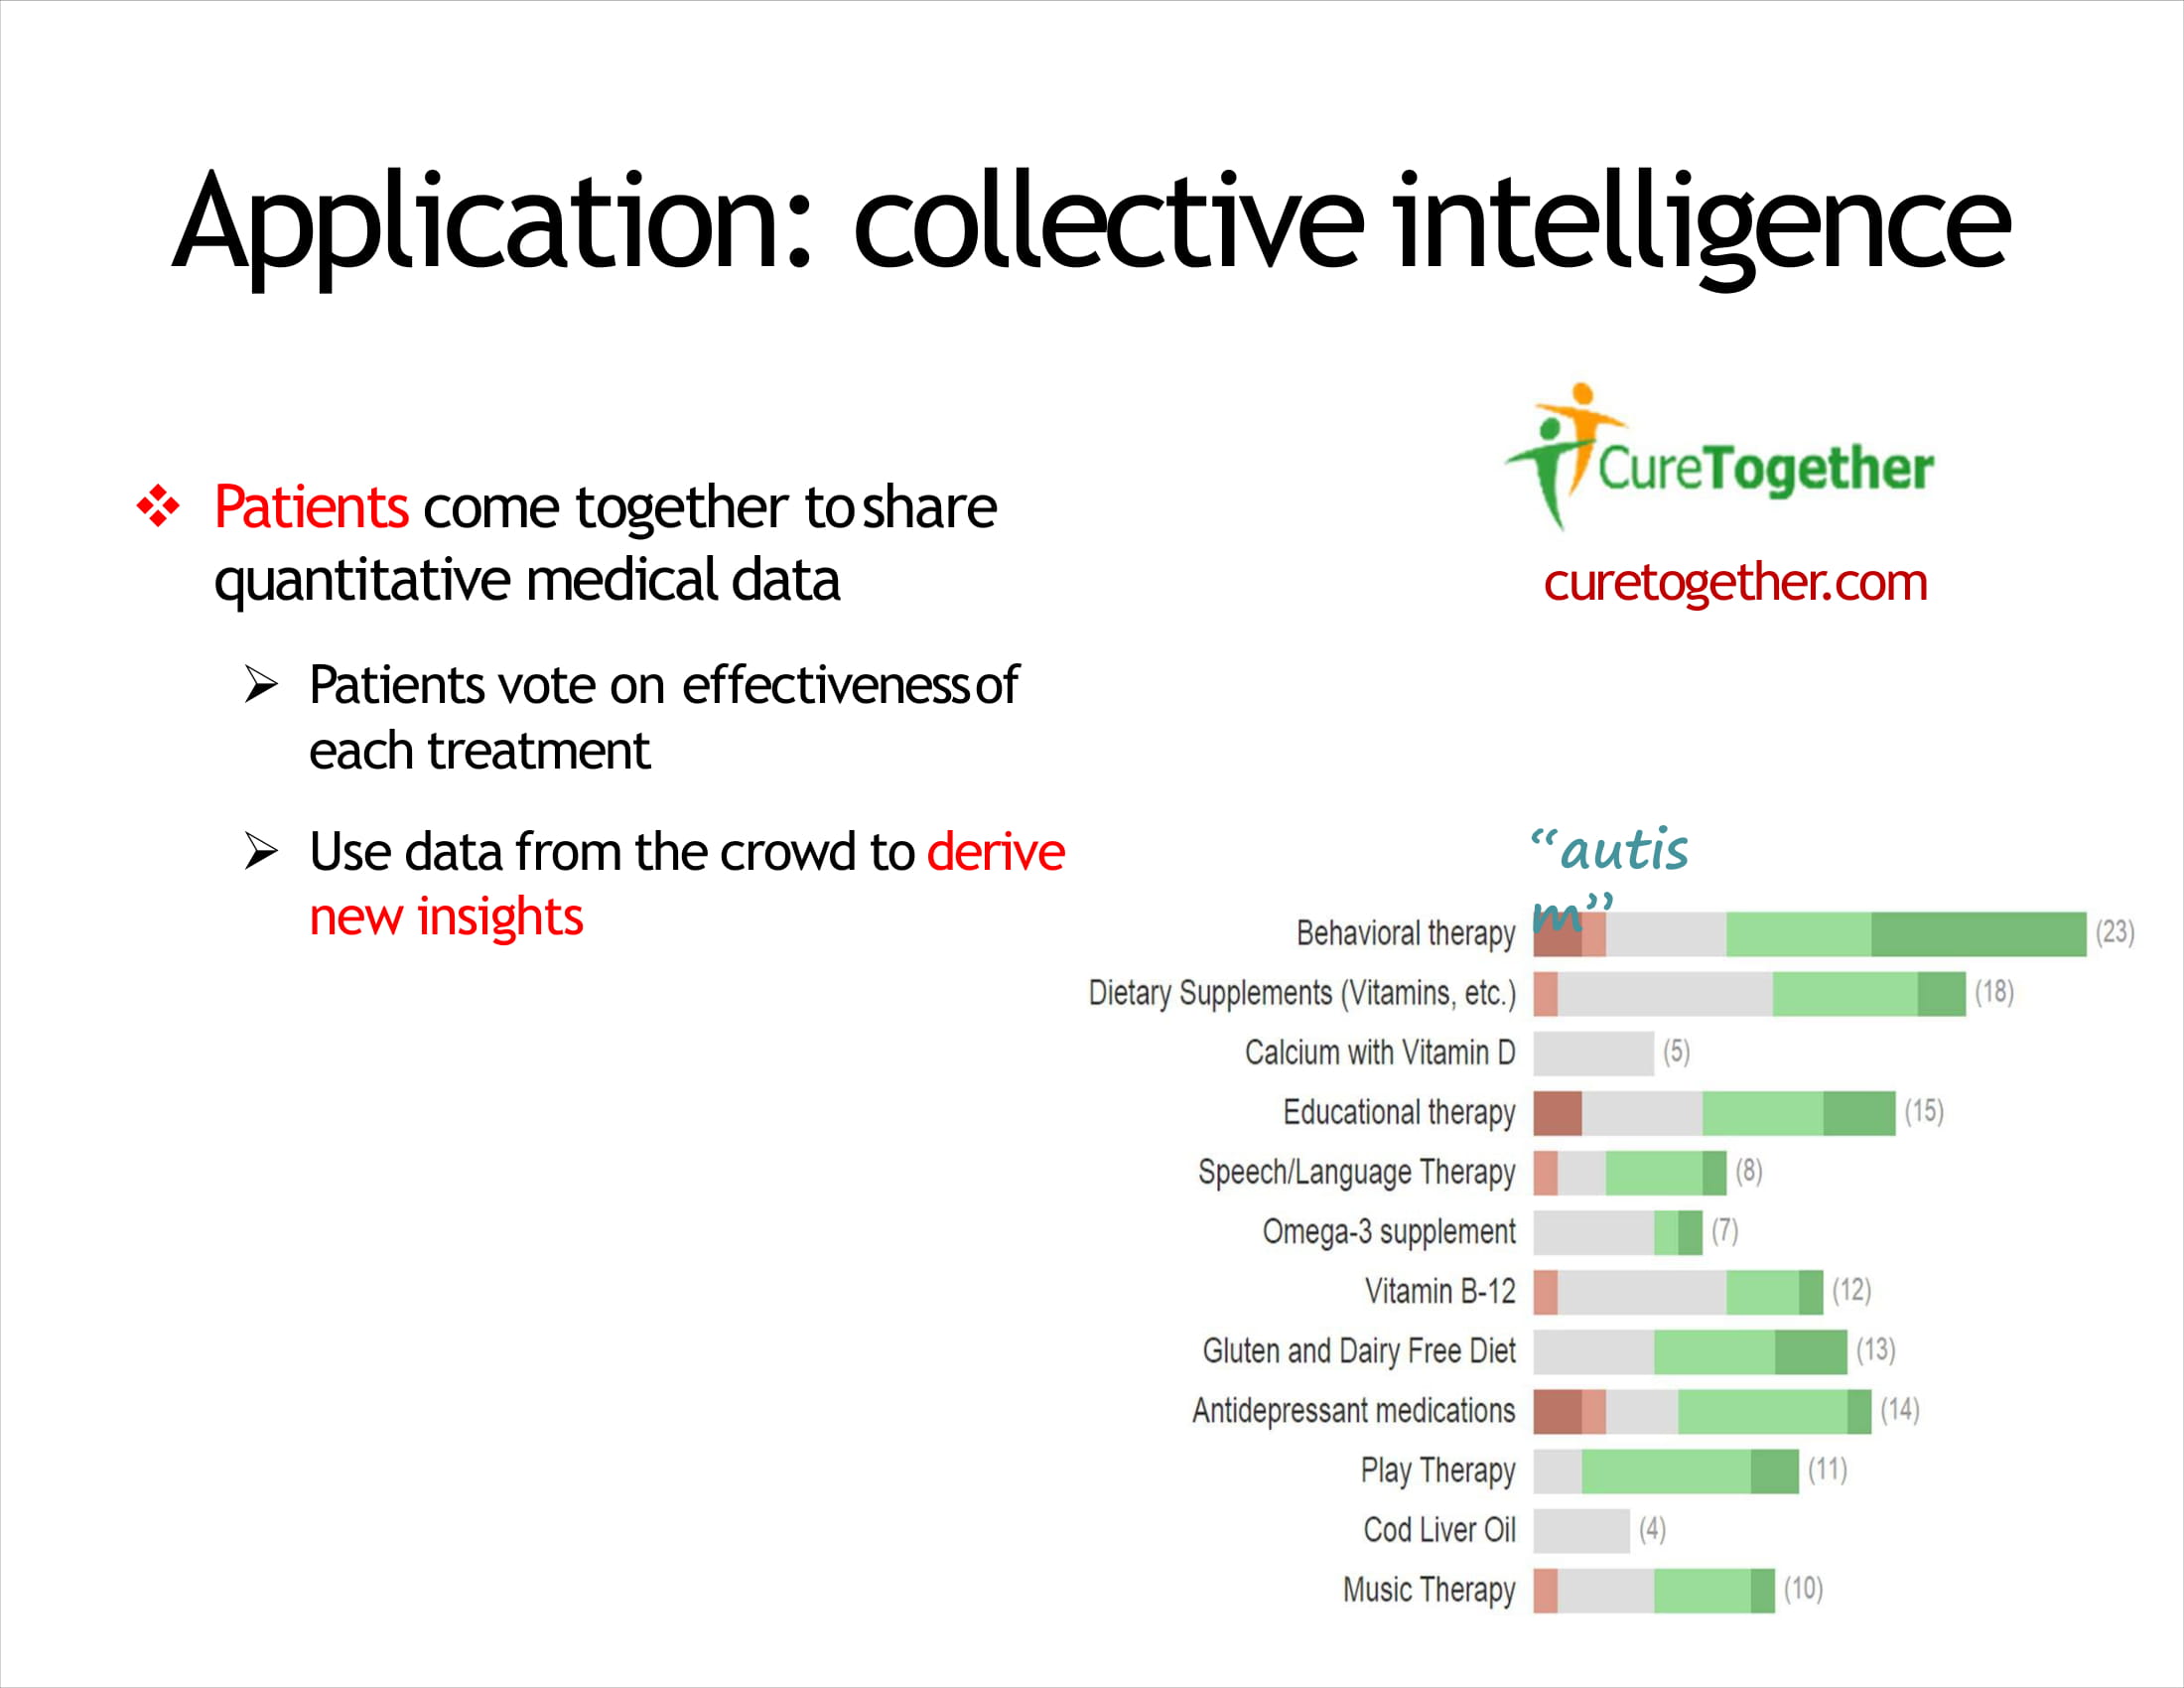 Application: collective intelligence
❖ Patients come together to share
quantitative medical data
➢ Patients vote on effectiveness of
each treatment
➢ Use data from the crowd to derive
new insights
CureTogether
curetogether.com
“autis
m”
Behavioral therapy (23)
Dietary Supplements (Vitamins, etc.) (18)
Calcium with Vitamin D (5)
Educational therapy (15)
Speech/Language Therapy (8)
Omega-3 supplement (7)
Vitamin B-12 (12)
Gluten and Dairy Free Diet (13)
Antidepressant medications (14)
Play Therapy (11)
Cod Liver Oil (4)
Music Therapy (10)